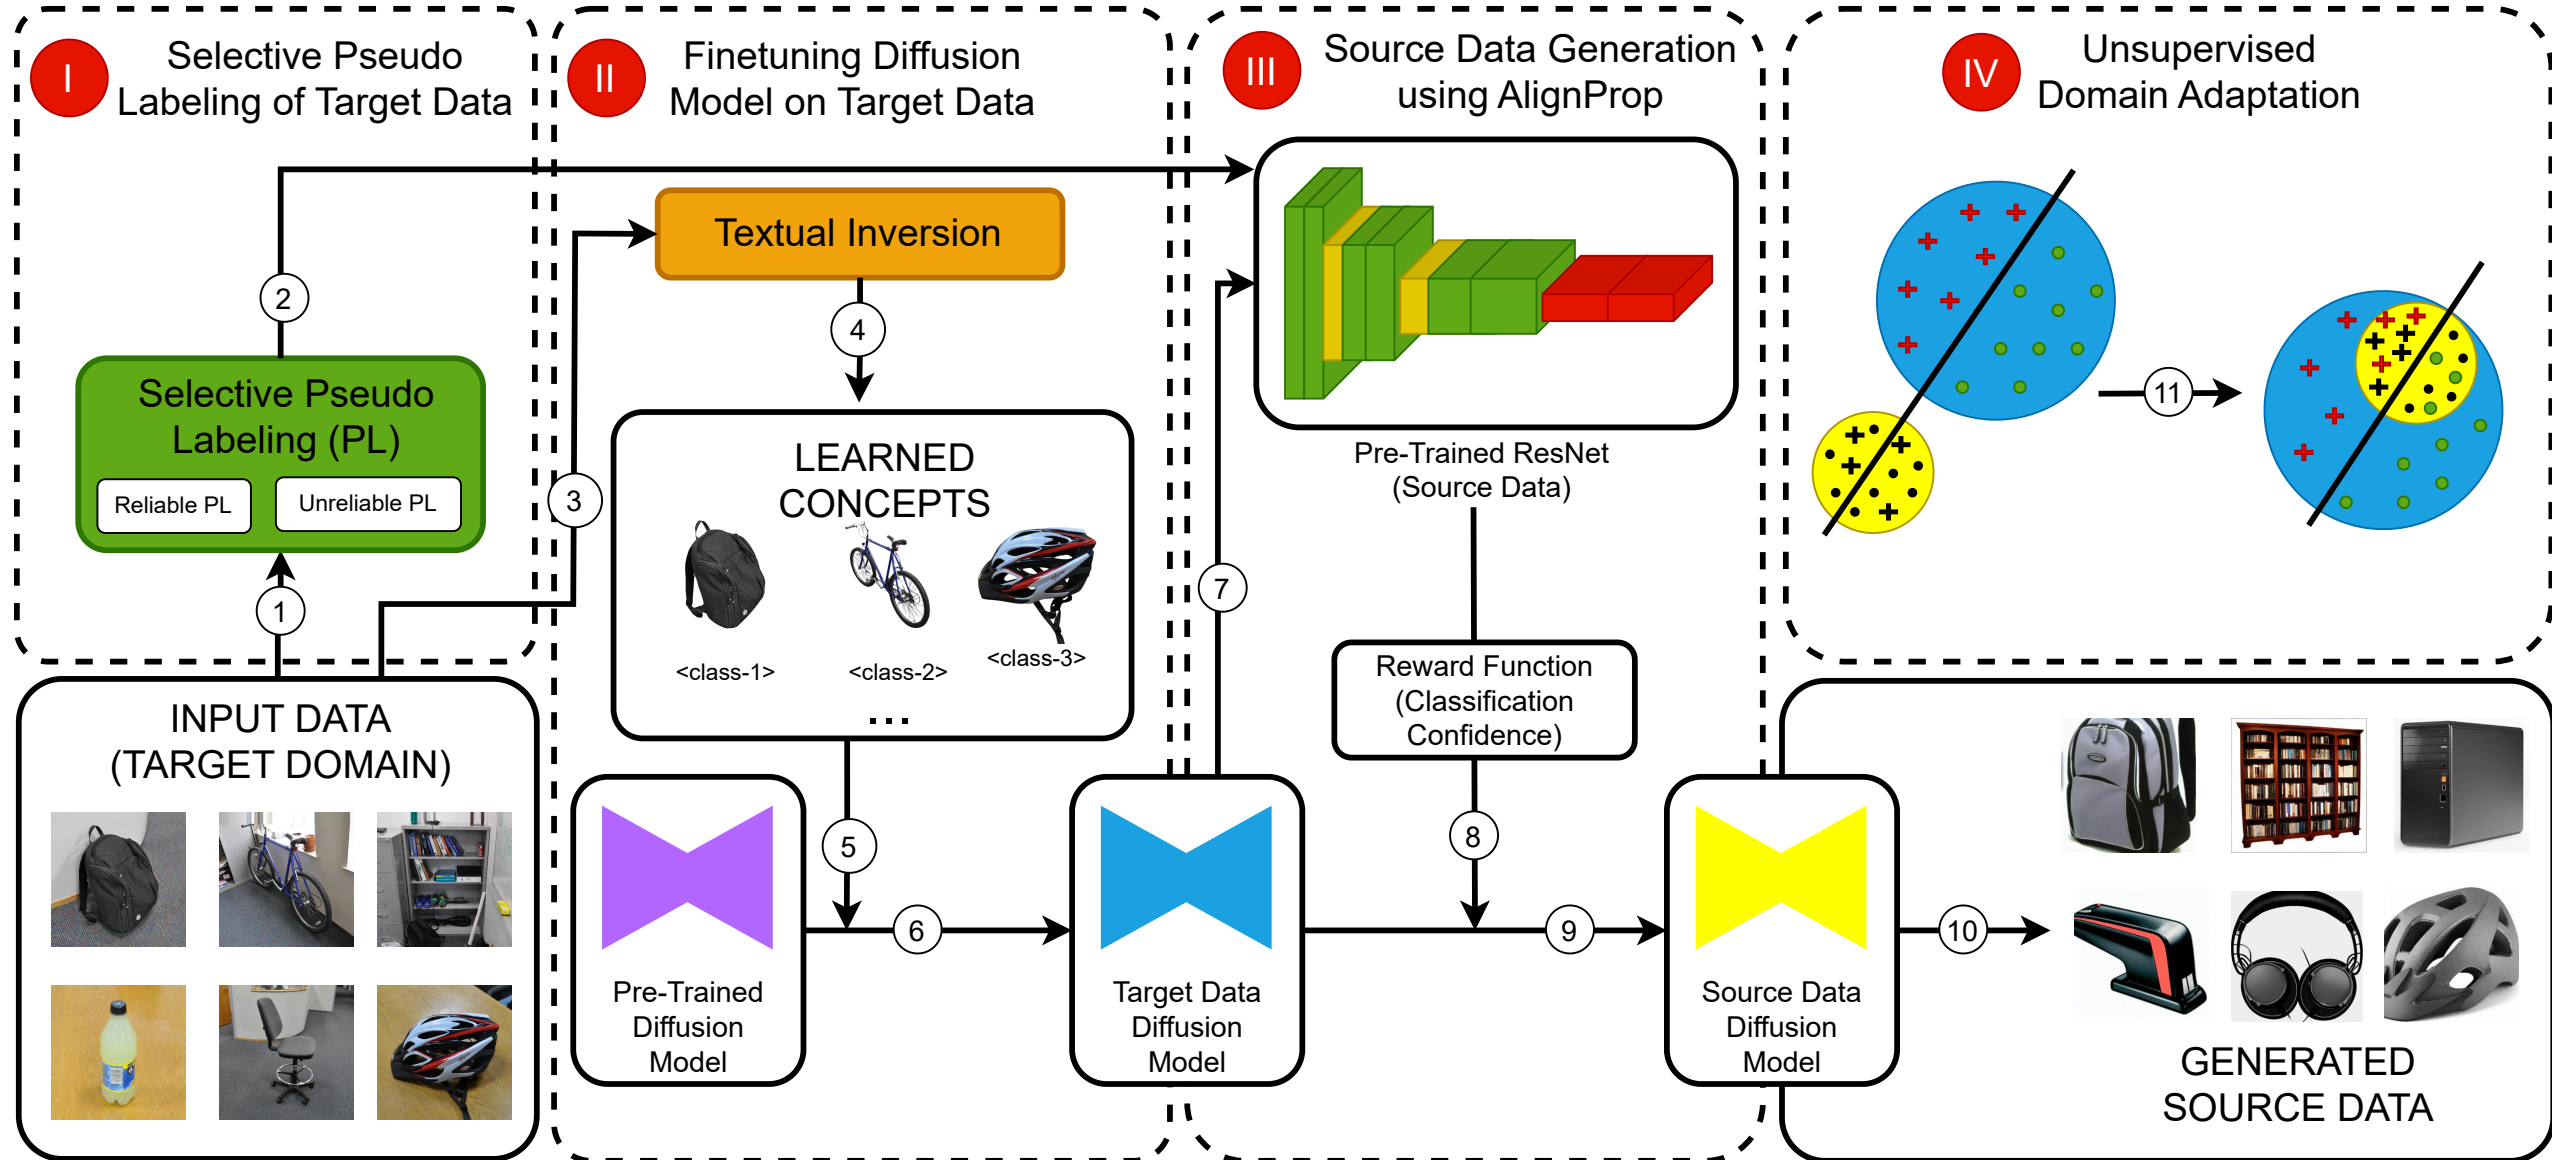 I
Selective Pseudo
Labeling of Target Data
2
Selective Pseudo
Labeling (PL)
Reliable PL
Unreliable PL
1
INPUT DATA
(TARGET DOMAIN)
II
Finetuning Diffusion
Model on Target Data
Textual Inversion
3
4
LEARNED
CONCEPTS
<class-1>
<class-2>
<class-3>
...
5
6
Pre-Trained
Diffusion
Model
Target Data
Diffusion
Model
III
Source Data Generation
using AlignProp
Pre-Trained ResNet
(Source Data)
7
Reward Function
(Classification
Confidence)
8
9
Source Data
Diffusion
Model
IV
Unsupervised
Domain Adaptation
11
10
GENERATED
SOURCE DATA